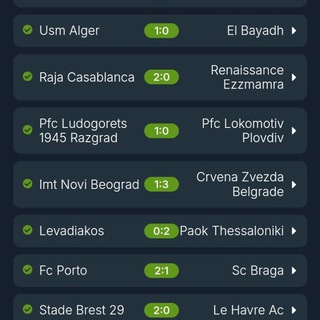 Usm Alger 1:0 El Bayadh
Raja Casablanca 2:0 Renaissance
Ezzmamra
Pfc Ludogorets 1:0 Pfc Lokomotiv
1945 Razgrad Plovdiv
Imt Novi Beograd 1:3 Crvena Zvezda
Belgrade
Levadiakos 0:2 Paok Thessaloniki
Fc Porto 2:1 Sc Braga
Stade Brest 29 2:0 Le Havre Ac